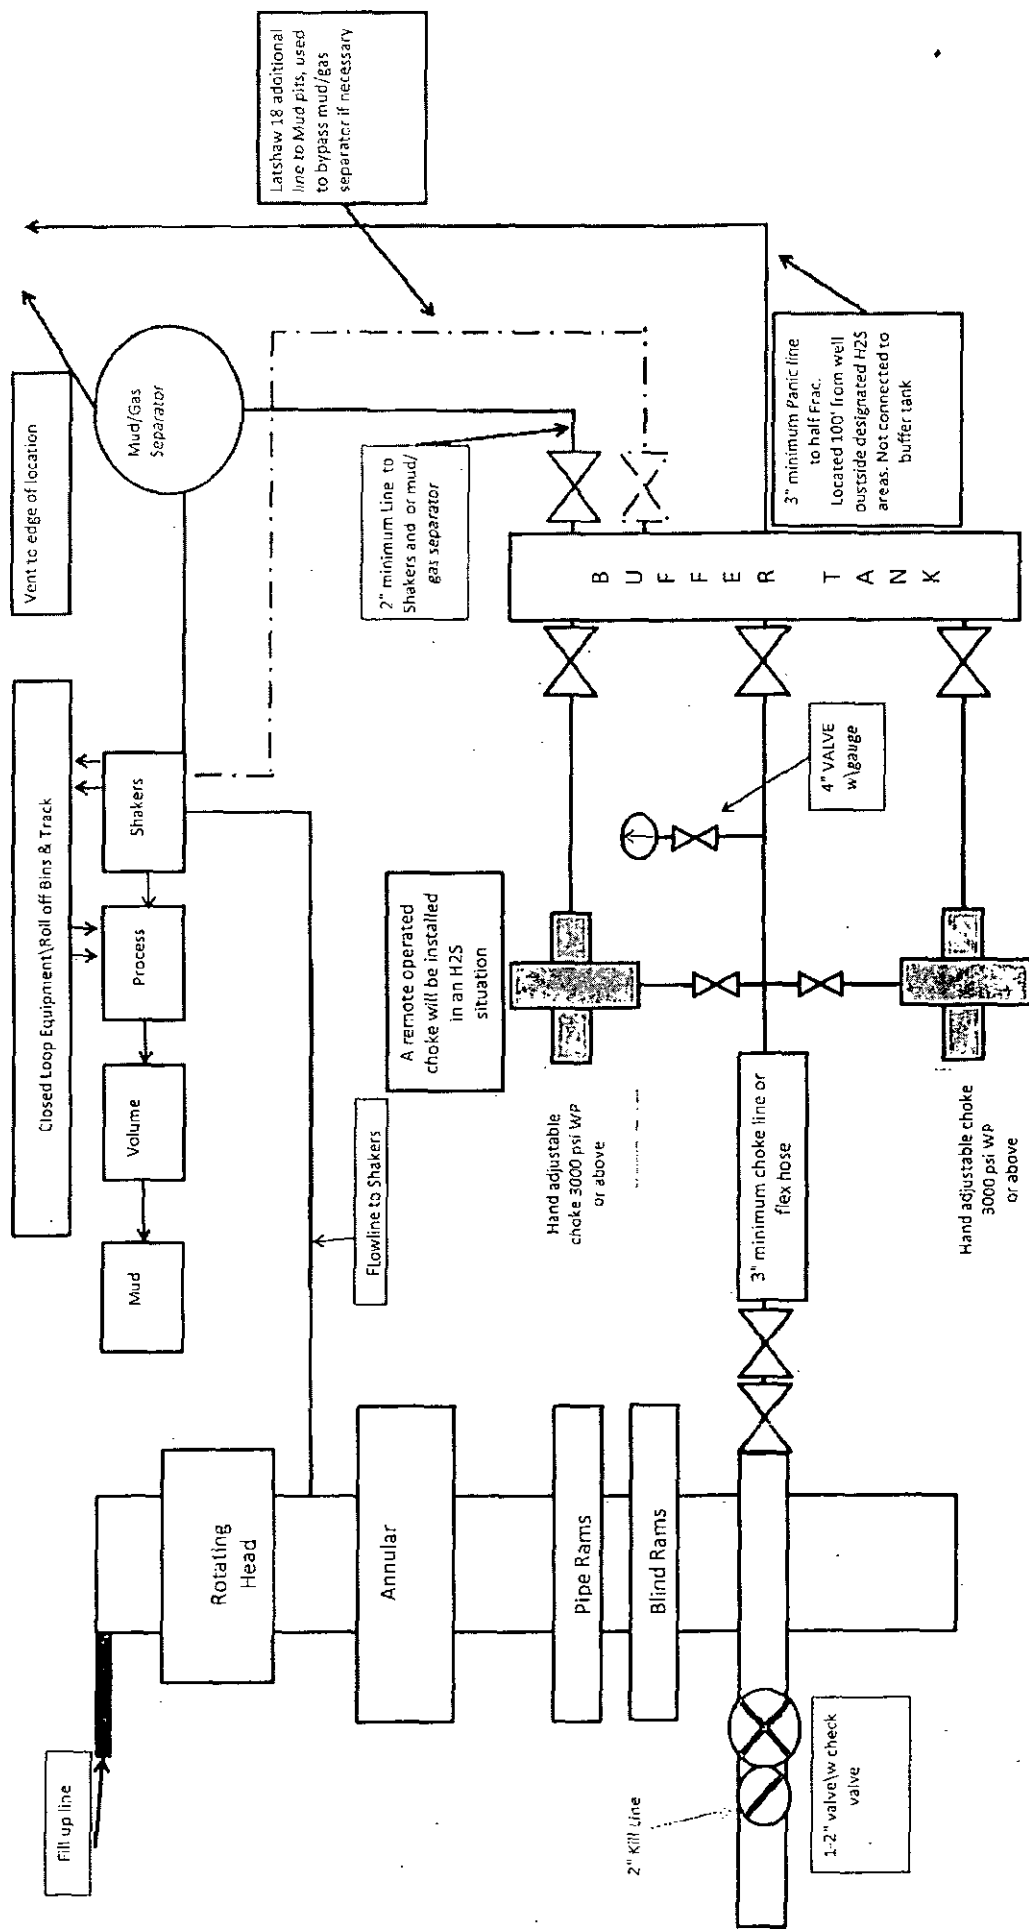 Fill up line
Rotating
Head
Annular
Pipe Rams
Blind Rams
2" Kill Line
1-2" valve\w check
valve
Closed Loop Equipment\Roll off Bins & Track
Mud
Volume
Process
Shakers
Flowline to Shakers
Vent to edge of location
Mud/Gas
Separator
Latshaw 18 additional
line to Mud pits, used
to bypass mud/gas
separator if necessary
2" minimum Line to
Shakers and or mud/
gas separator
A remote operated
choke will be installed
in an H2S
situation
Hand adjustable
choke 3000 psi WP
or above
3" minimum choke line or
flex hose
4" VALVE
w\gauge
Hand adjustable choke
3000 psi WP
or above
BUFFER TANK
3" minimum Panic line
to half Frac.
Located 100' from well
oustside designated H2S
areas. Not connected to
buffer tank